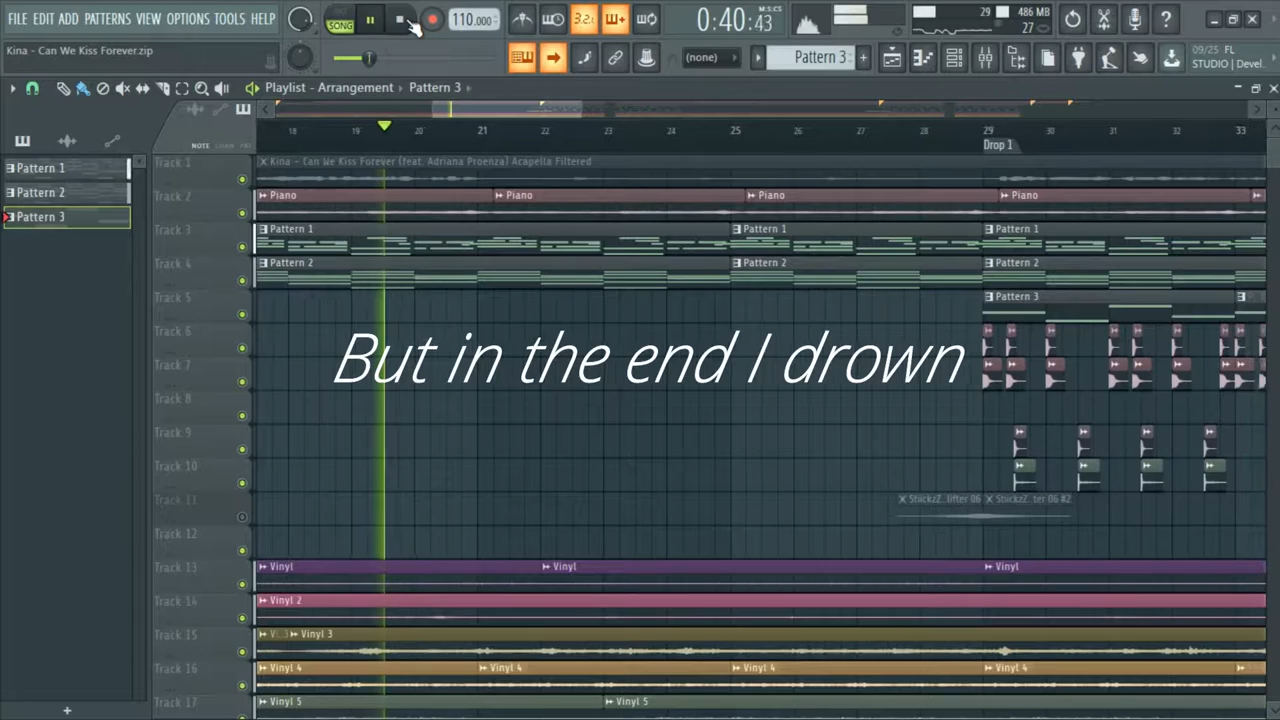 FILE EDIT ADD PATTERNS VIEW OPTIONS TOOLS HELP
SONG
110.000
3.2
0:40:43
M:S:CS
29
486 MB
27
Kina - Can We Kiss Forever.zip
(none)
Pattern 3
09/25 FL
STUDIO | Devel.
Playlist - Arrangement › Pattern 3 ›
18 19 20 21 22 23 24 25 26 27 28 29 30 31 32 33
NOTE CHAN PAT
Drop 1
Pattern 1
Pattern 2
Pattern 3
Track 1
Kina - Can We Kiss Forever (feat. Adriana Proenza) Acapella Filtered
Track 2
Piano Piano Piano Piano
Track 3
Pattern 1 Pattern 1 Pattern 1
Track 4
Pattern 2 Pattern 2 Pattern 2
Track 5
Pattern 3
Track 6
But in the end I drown
Track 7
Track 8
Track 9
Track 10
Track 11
Track 12
Track 13
Vinyl Vinyl Vinyl
Track 14
Vinyl 2
Track 15
Vinyl 3
Track 16
Vinyl 4 Vinyl 4 Vinyl 4 Vinyl 4
Track 17
Vinyl 5 Vinyl 5